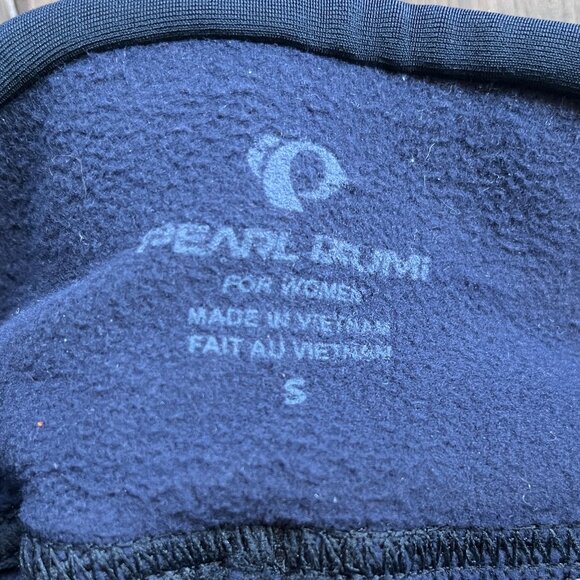 PEARL IZUMI
FOR WOMEN
MADE IN VIETNAM
FAIT AU VIETNAM
S